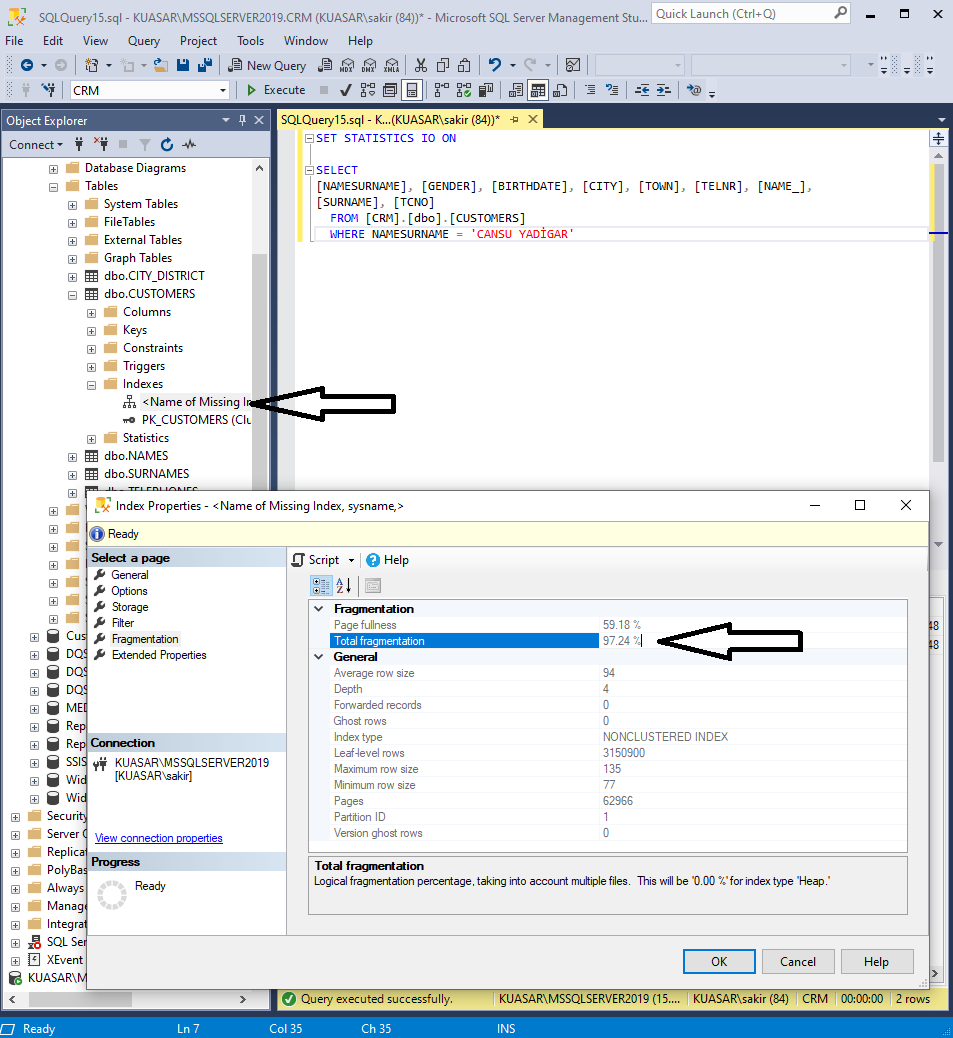 SQLQuery15.sql - KUASAR\MSSQLSERVER2019.CRM (KUASAR\sakir (84))* - Microsoft SQL Server Management Stu...
Quick Launch (Ctrl+Q)
File Edit View Query Project Tools Window Help
New Query
MDX DMX XMLA
CRM
Execute
Object Explorer
SQLQuery15.sql - K...(KUASAR\sakir (84))*
Connect
Database Diagrams
Tables
System Tables
FileTables
External Tables
Graph Tables
dbo.CITY_DISTRICT
dbo.CUSTOMERS
Columns
Keys
Constraints
Triggers
Indexes
<Name of Missing In
PK_CUSTOMERS (Clu
Statistics
dbo.NAMES
dbo.SURNAMES
dbo.TELEPHONES
SET STATISTICS IO ON
SELECT
[NAMESURNAME], [GENDER], [BIRTHDATE], [CITY], [TOWN], [TELNR], [NAME_],
[SURNAME], [TCNO]
FROM [CRM].[dbo].[CUSTOMERS]
WHERE NAMESURNAME = 'CANSU YADİGAR'
Cus
DQS
DQS
DQS
MED
Rep
Rep
SSIS
Wid
Wid
Security
Server O
Replicat
PolyBas
Always
Manage
Integrat
SQL Ser
XEvent
KUASAR\M
Index Properties - <Name of Missing Index, sysname,>
Ready
Select a page
General
Options
Storage
Filter
Fragmentation
Extended Properties
Connection
KUASAR\MSSQLSERVER2019
[KUASAR\sakir]
View connection properties
Progress
Ready
Script Help
Fragmentation
Page fullness 59.18 %
Total fragmentation 97.24 %
General
Average row size 94
Depth 4
Forwarded records 0
Ghost rows 0
Index type NONCLUSTERED INDEX
Leaf-level rows 3150900
Maximum row size 135
Minimum row size 77
Pages 62966
Partition ID 1
Version ghost rows 0
Total fragmentation
Logical fragmentation percentage, taking into account multiple files. This will be '0.00 %' for index type 'Heap.'
OK Cancel Help
48
48
Query executed successfully. KUASAR\MSSQLSERVER2019 (15.... KUASAR\sakir (84) CRM 00:00:00 2 rows
Ready Ln 7 Col 35 Ch 35 INS